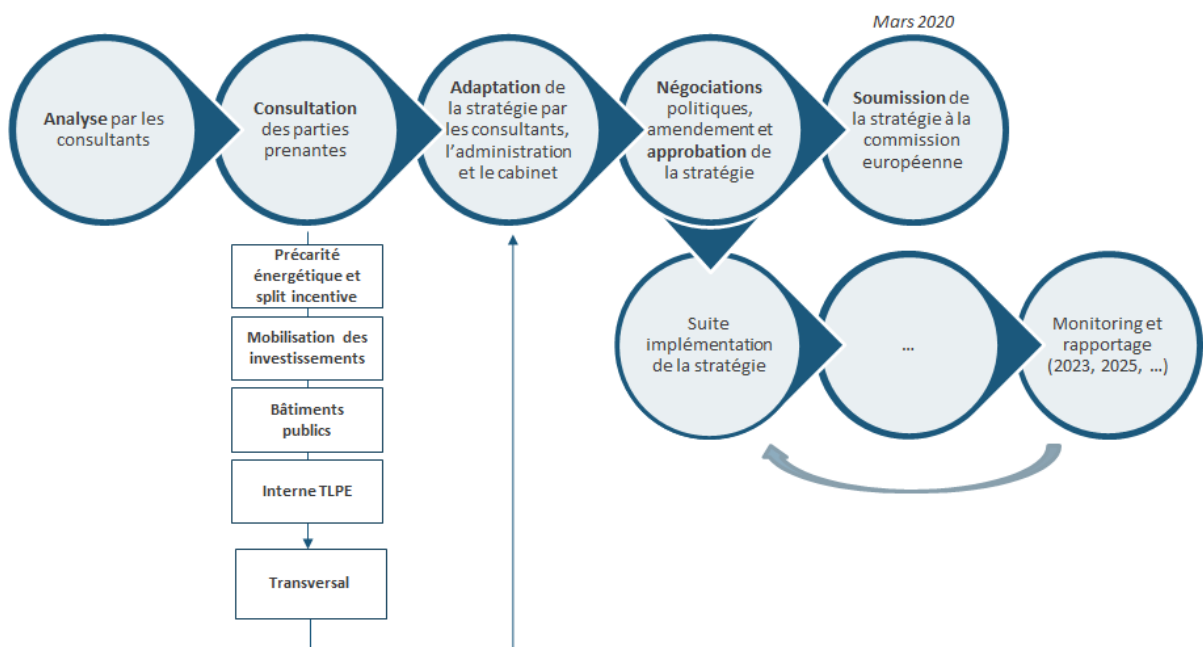 Mars 2020
Analyse par les
consultants
Consultation
des parties
prenantes
Adaptation de
la stratégie par
les consultants,
l'administration
et le cabinet
Négociations
politiques,
amendement et
approbation de
la stratégie
Soumission de
la stratégie à la
commission
européenne
Précarité
énergétique et
split incentive
Mobilisation des
investissements
Bâtiments
publics
Interne TLPE
Transversal
Suite
implémentation
de la stratégie
...
Monitoring et
rapportage
(2023, 2025, ...)